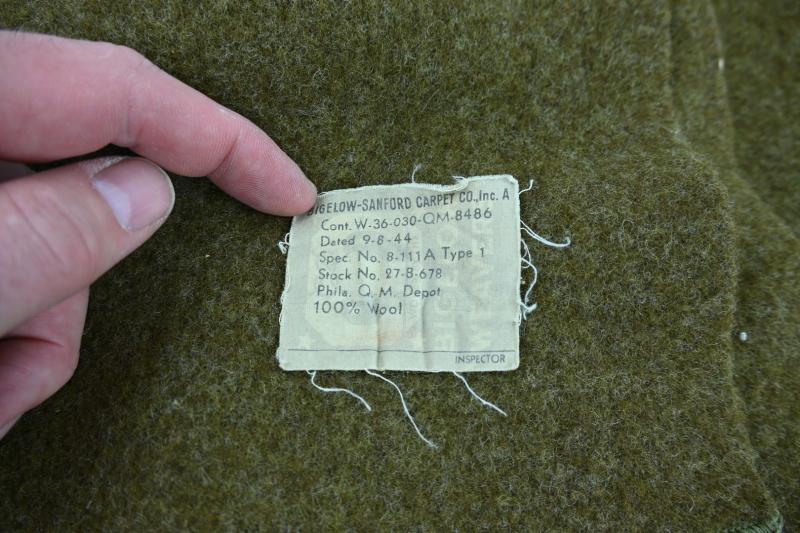 BIGELOW-SANFORD CARPET CO., Inc. A
Cont. W-36-030-QM-8486
Dated 9-8-44
Spec. No. 8-111A Type 1
Stock No. 27-B-678
Phila. Q. M. Depot
100% Wool
INSPECTOR